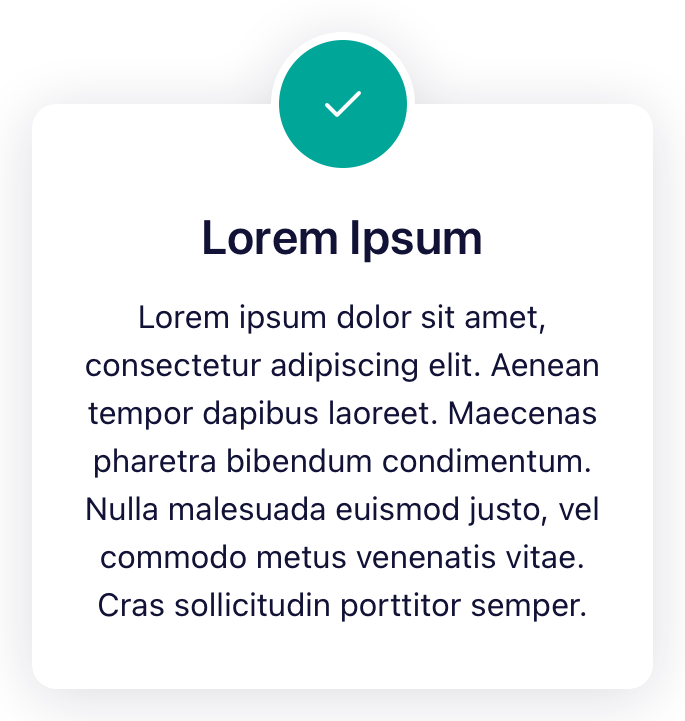 Lorem Ipsum
Lorem ipsum dolor sit amet,
consectetur adipiscing elit. Aenean
tempor dapibus laoreet. Maecenas
pharetra bibendum condimentum.
Nulla malesuada euismod justo, vel
commodo metus venenatis vitae.
Cras sollicitudin porttitor semper.